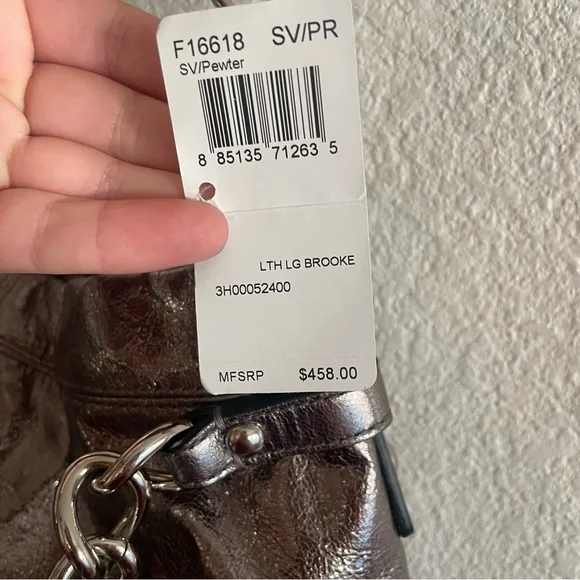 F16618 SV/PR
SV/Pewter
8 85135 71263 5
LTH LG BROOKE
3H00052400
MFSRP $458.00